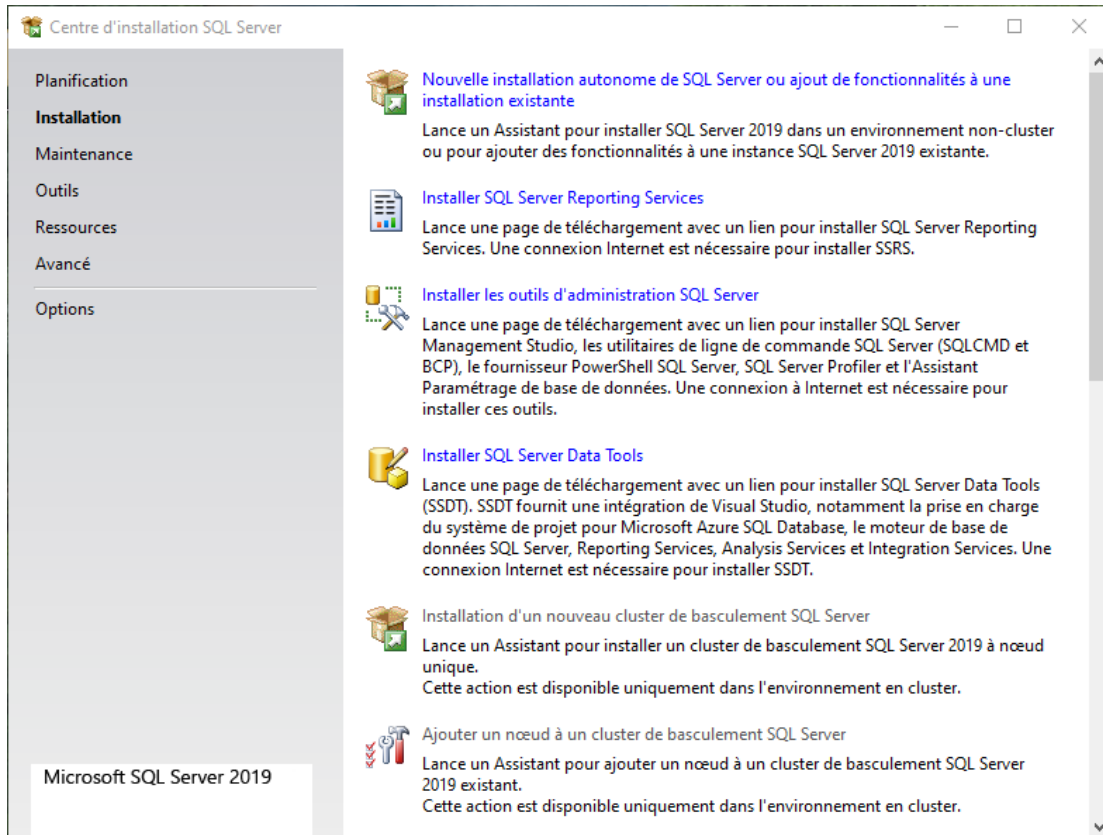 Centre d'installation SQL Server
Planification
Installation
Maintenance
Outils
Ressources
Avancé
Options
Microsoft SQL Server 2019
Nouvelle installation autonome de SQL Server ou ajout de fonctionnalités à une
installation existante
Lance un Assistant pour installer SQL Server 2019 dans un environnement non-cluster
ou pour ajouter des fonctionnalités à une instance SQL Server 2019 existante.
Installer SQL Server Reporting Services
Lance une page de téléchargement avec un lien pour installer SQL Server Reporting
Services. Une connexion Internet est nécessaire pour installer SSRS.
Installer les outils d'administration SQL Server
Lance une page de téléchargement avec un lien pour installer SQL Server
Management Studio, les utilitaires de ligne de commande SQL Server (SQLCMD et
BCP), le fournisseur PowerShell SQL Server, SQL Server Profiler et l'Assistant
Paramétrage de base de données. Une connexion à Internet est nécessaire pour
installer ces outils.
Installer SQL Server Data Tools
Lance une page de téléchargement avec un lien pour installer SQL Server Data Tools
(SSDT). SSDT fournit une intégration de Visual Studio, notamment la prise en charge
du système de projet pour Microsoft Azure SQL Database, le moteur de base de
données SQL Server, Reporting Services, Analysis Services et Integration Services. Une
connexion Internet est nécessaire pour installer SSDT.
Installation d'un nouveau cluster de basculement SQL Server
Lance un Assistant pour installer un cluster de basculement SQL Server 2019 à nœud
unique.
Cette action est disponible uniquement dans l'environnement en cluster.
Ajouter un nœud à un cluster de basculement SQL Server
Lance un Assistant pour ajouter un nœud à un cluster de basculement SQL Server
2019 existant.
Cette action est disponible uniquement dans l'environnement en cluster.